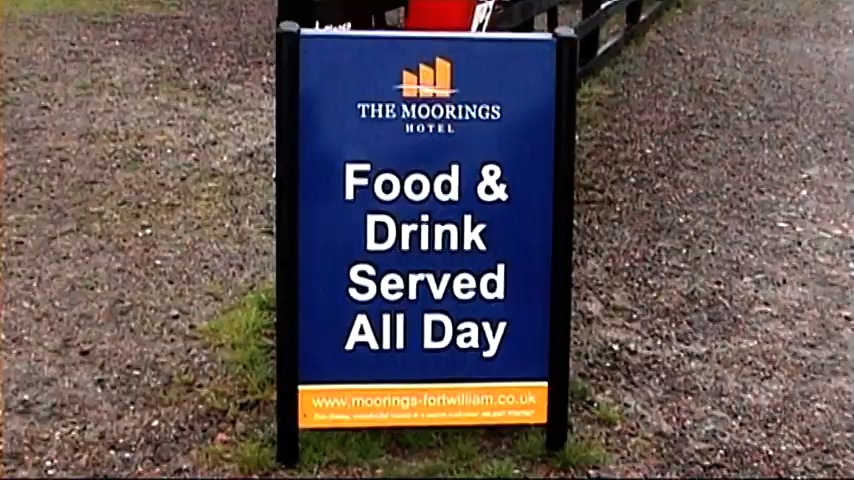 THE MOORINGS
HOTEL
Food &
Drink
Served
All Day
www.moorings-fortwilliam.co.uk